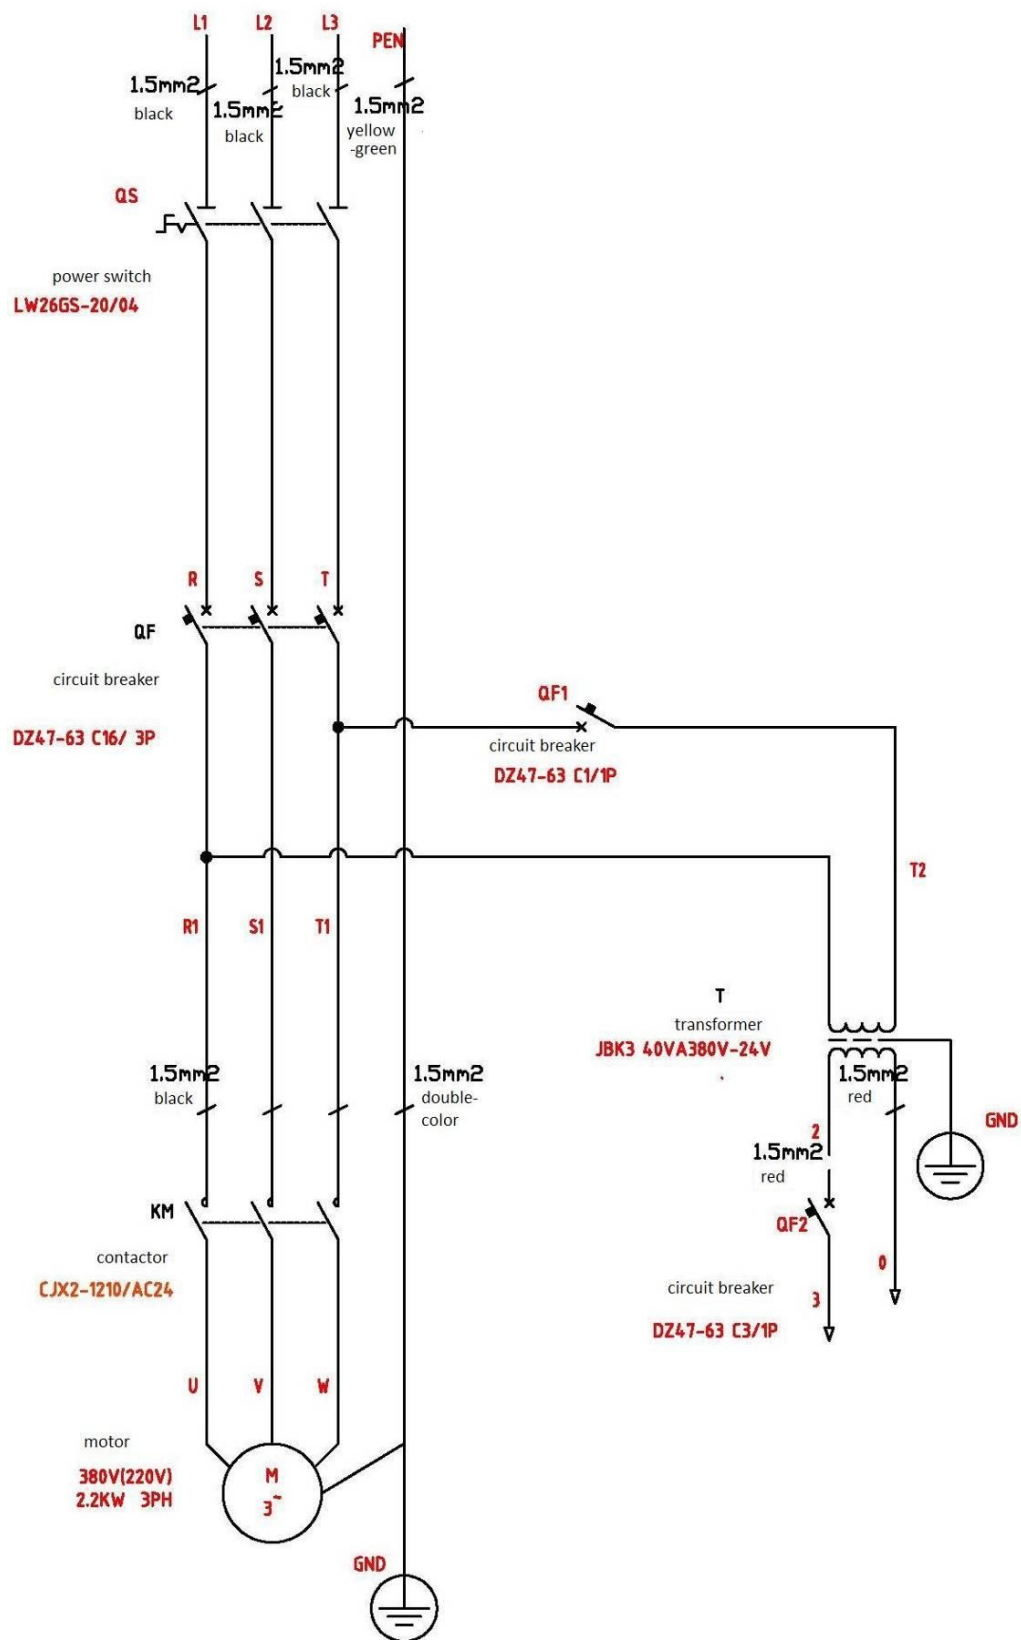 L1
L2
L3
PEN
1.5mm2
black
1.5mm2
black
1.5mm2
black
1.5mm2
yellow
-green
QS
power switch
LW26GS-20/04
R
S
T
QF
circuit breaker
DZ47-63 C16/ 3P
QF1
circuit breaker
DZ47-63 C1/1P
T2
R1
S1
T1
T
transformer
JBK3 40VA380V-24V
1.5mm2
black
1.5mm2
double-
color
1.5mm2
red
GND
2
1.5mm2
red
KM
QF2
contactor
CJX2-1210/AC24
0
circuit breaker
3
DZ47-63 C3/1P
U
V
W
motor
380V(220V)
2.2KW 3PH
M
3~
GND